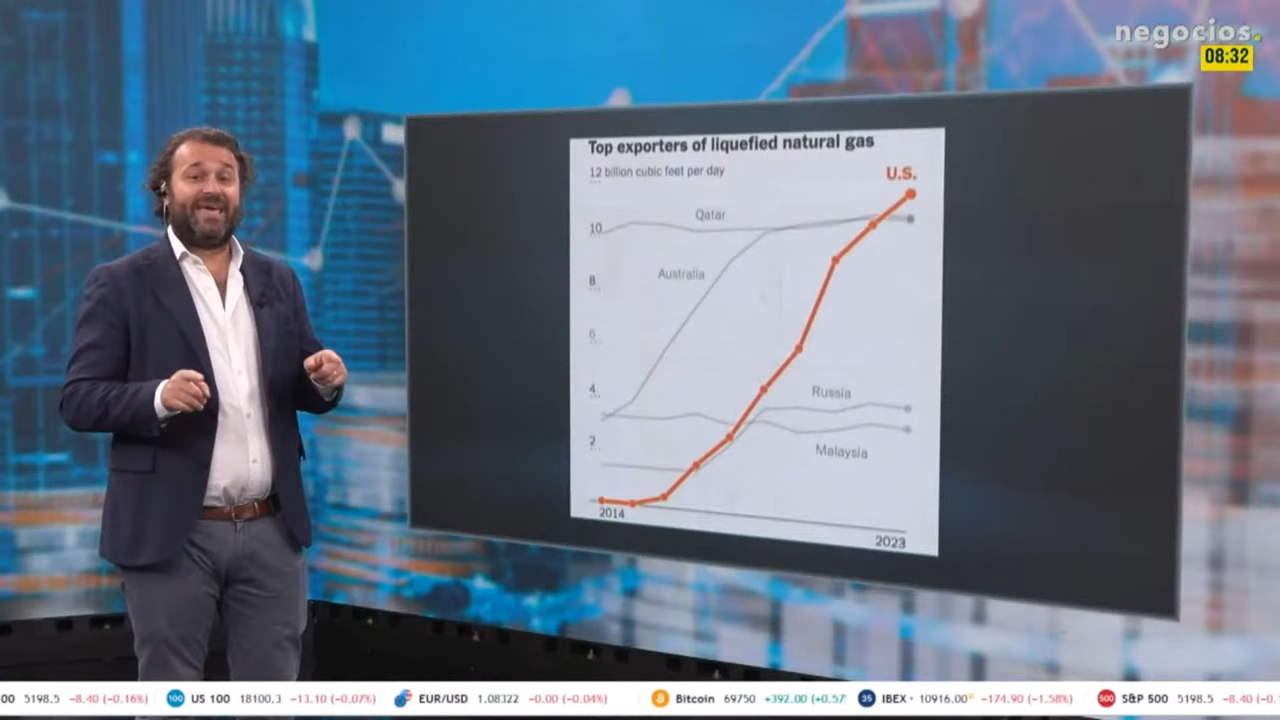 negocios.
08:32
Top exporters of liquefied natural gas
12 billion cubic feet per day
U.S.
Qatar
10
Australia
8
6
4
Russia
2
Malaysia
2014
2023
00 5198.5 −8.40 (−0.16%) 100 US 100 18100.3 −13.10 (−0.07%) EUR/USD 1.08322 −0.00 (−0.04%) Bitcoin 69750 +392.00 (+0.57 35 IBEX 10916.00 −174.90 (−1.58%) 500 S&P 500 5198.5 −8.40 (−0.